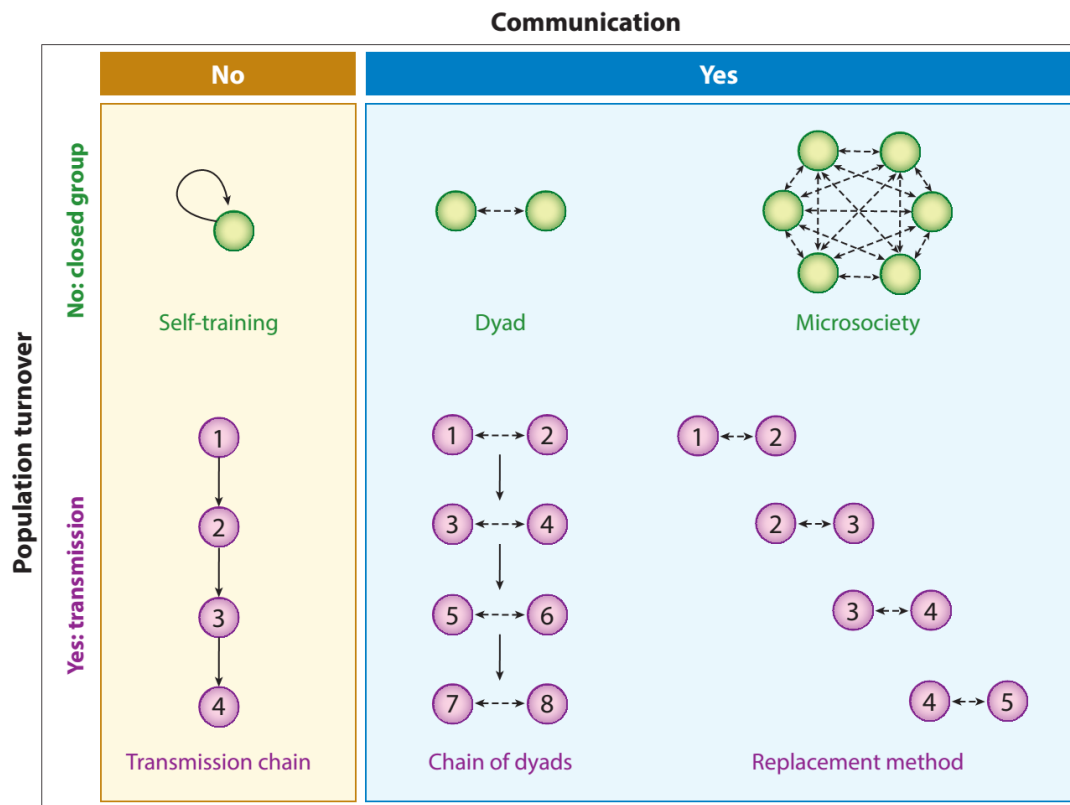 Communication
No
Yes
Population turnover
No: closed group
Self-training
Dyad
Microsociety
Yes: transmission
1
2
3
4
Transmission chain
1 2
3 4
5 6
7 8
Chain of dyads
1 2
2 3
3 4
4 5
Replacement method